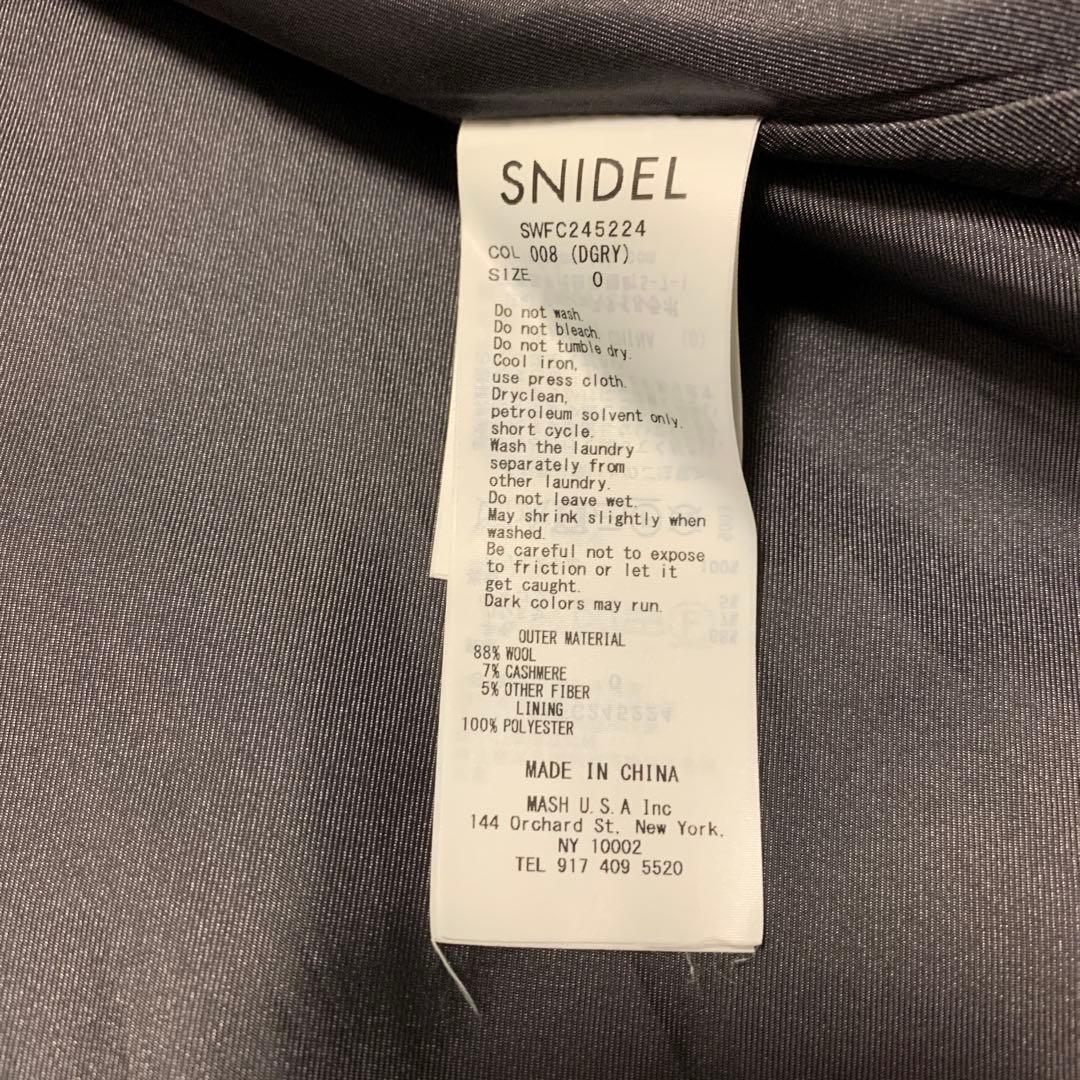 SNIDEL
SWFC245224
COL 008 (DGRY)
SIZE 0
Do not wash.
Do not bleach.
Do not tumble dry.
Cool iron,
use press cloth.
Dryclean,
petroleum solvent only.
short cycle.
Wash the laundry
separately from
other laundry.
Do not leave wet.
May shrink slightly when
washed.
Be careful not to expose
to friction or let it
get caught.
Dark colors may run.
OUTER MATERIAL
88% WOOL
7% CASHMERE
5% OTHER FIBER
LINING
100% POLYESTER
MADE IN CHINA
MASH U.S.A Inc
144 Orchard St. New York.
NY 10002
TEL 917 409 5520